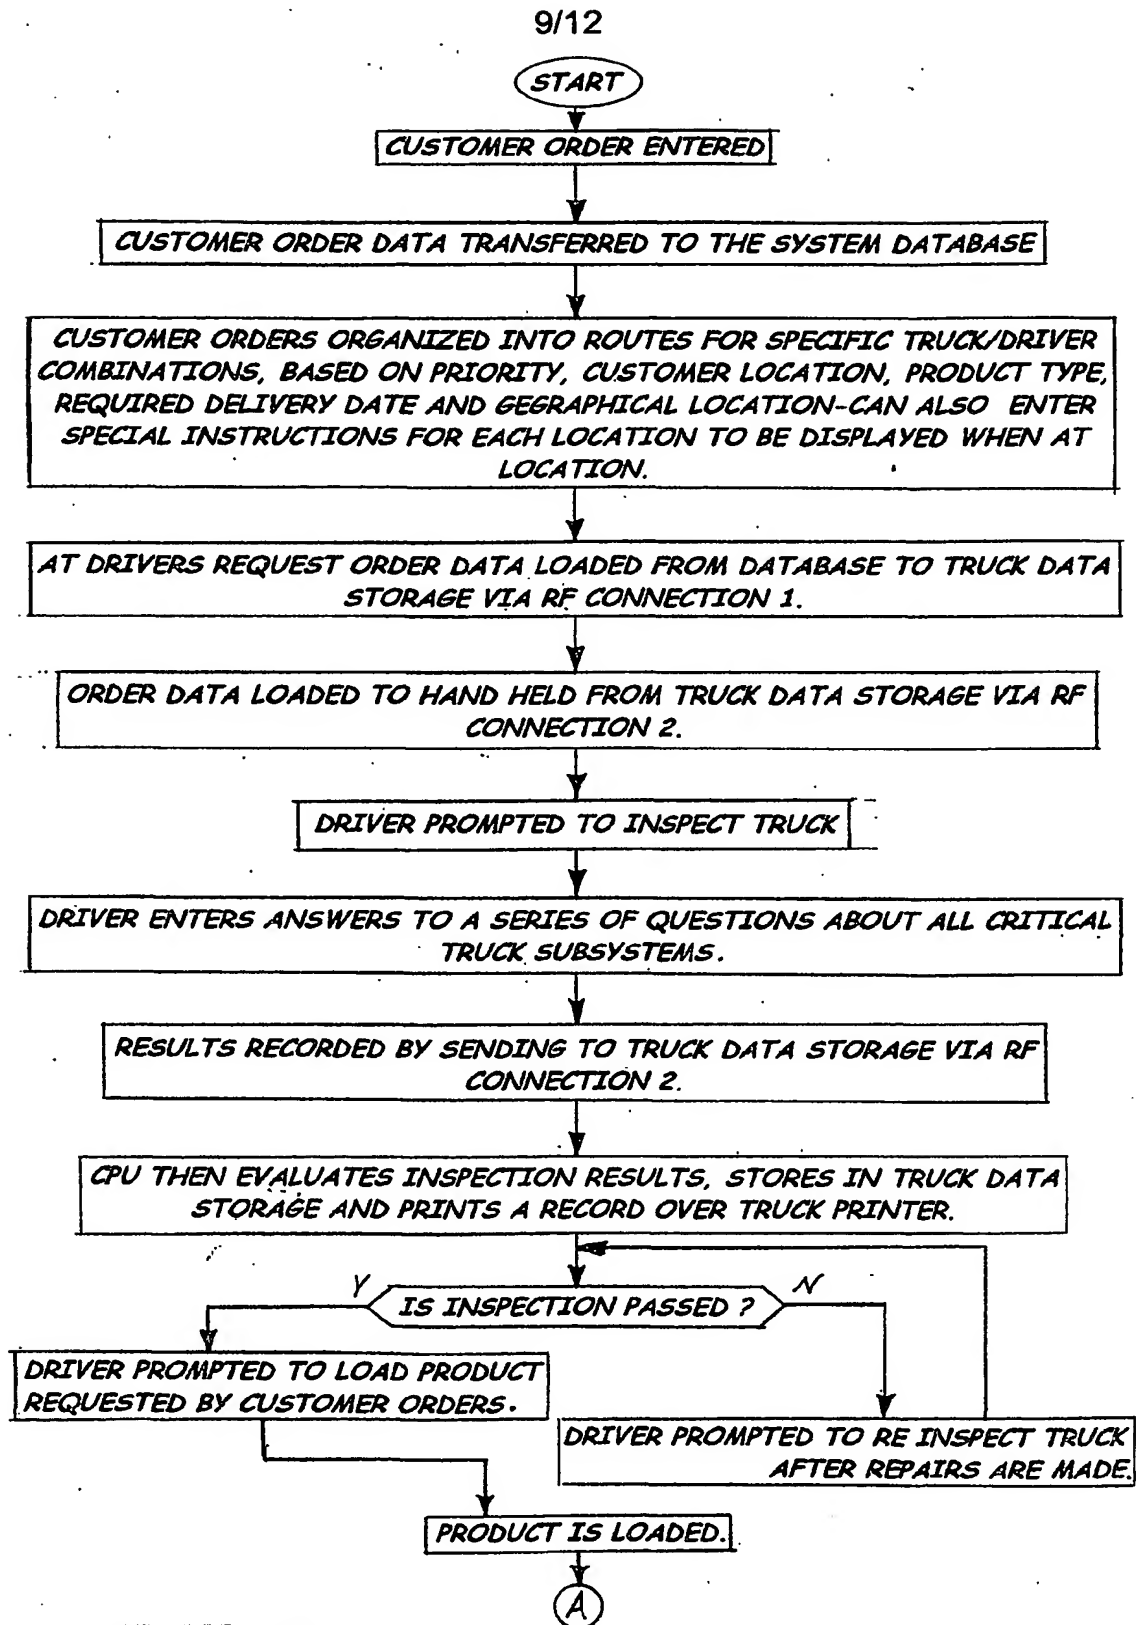 9/12
START
CUSTOMER ORDER ENTERED
CUSTOMER ORDER DATA TRANSFERRED TO THE SYSTEM DATABASE
CUSTOMER ORDERS ORGANIZED INTO ROUTES FOR SPECIFIC TRUCK/DRIVER
COMBINATIONS, BASED ON PRIORITY, CUSTOMER LOCATION, PRODUCT TYPE,
REQUIRED DELIVERY DATE AND GEGRAPHICAL LOCATION-CAN ALSO ENTER
SPECIAL INSTRUCTIONS FOR EACH LOCATION TO BE DISPLAYED WHEN AT
LOCATION.
AT DRIVERS REQUEST ORDER DATA LOADED FROM DATABASE TO TRUCK DATA
STORAGE VIA RF CONNECTION 1.
ORDER DATA LOADED TO HAND HELD FROM TRUCK DATA STORAGE VIA RF
CONNECTION 2.
DRIVER PROMPTED TO INSPECT TRUCK
DRIVER ENTERS ANSWERS TO A SERIES OF QUESTIONS ABOUT ALL CRITICAL
TRUCK SUBSYSTEMS.
RESULTS RECORDED BY SENDING TO TRUCK DATA STORAGE VIA RF
CONNECTION 2.
CPU THEN EVALUATES INSPECTION RESULTS, STORES IN TRUCK DATA
STORAGE AND PRINTS A RECORD OVER TRUCK PRINTER.
Y
IS INSPECTION PASSED ?
N
DRIVER PROMPTED TO LOAD PRODUCT
REQUESTED BY CUSTOMER ORDERS.
DRIVER PROMPTED TO RE INSPECT TRUCK
AFTER REPAIRS ARE MADE.
PRODUCT IS LOADED.
A